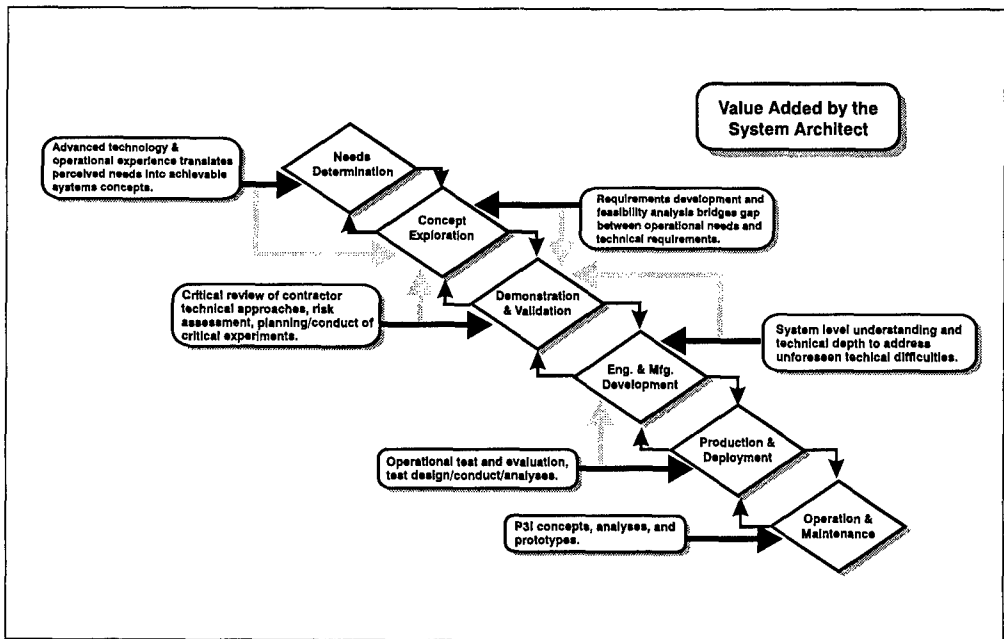 Value Added by the
System Architect
Advanced technology &
operational experience translates
perceived needs into achievable
systems concepts.
Needs
Determination
Concept
Exploration
Requirements development and
feasibility analysis bridges gap
between operational needs and
technical requirements.
Critical review of contractor
technical approaches, risk
assessment, planning/conduct of
critical experiments.
Demonstration
& Validation
System level understanding and
technical depth to address
unforeseen techical difficulties.
Eng. & Mfg.
Development
Operational test and evaluation,
test design/conduct/analyses.
Production &
Deployment
P3I concepts, analyses, and
prototypes.
Operation &
Maintenance